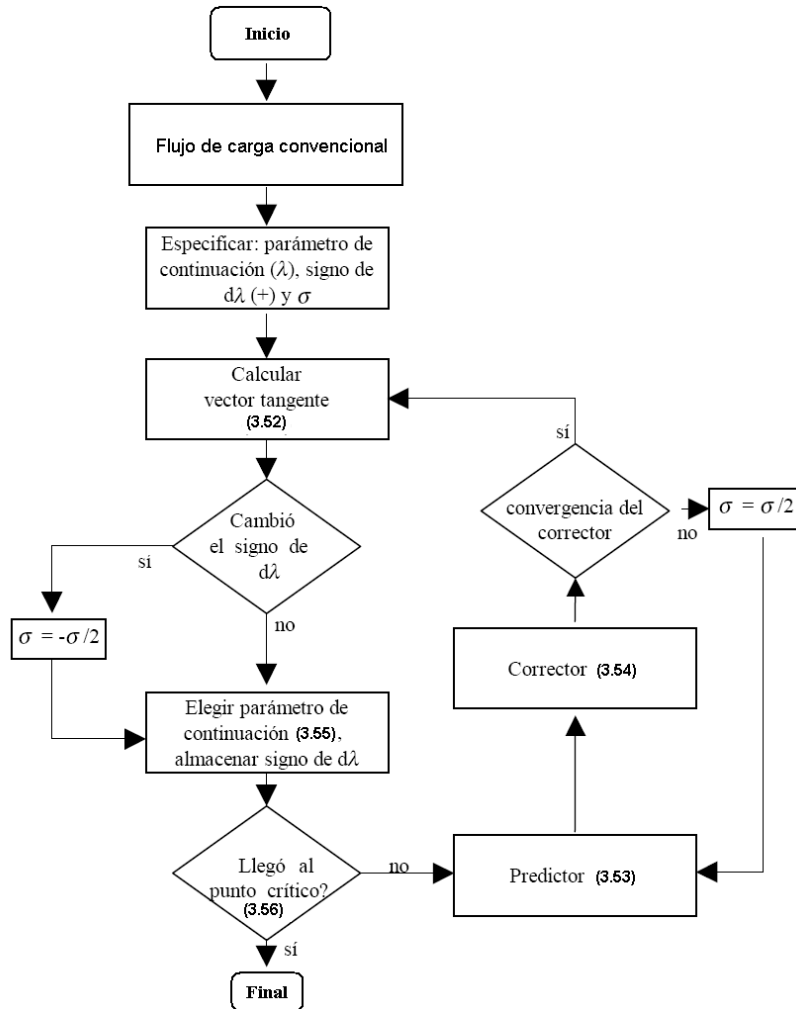 Inicio
Flujo de carga convencional
Especificar: parámetro de
continuación (λ), signo de
dλ (+) y σ
Calcular
vector tangente
(3.52)
Cambió
el signo de
dλ
sí
σ = -σ/2
no
Elegir parámetro de
continuación (3.55),
almacenar signo de dλ
Llegó al
punto crítico?
(3.56)
no
sí
Final
Predictor (3.53)
Corrector (3.54)
convergencia del
corrector
sí
no
σ = σ/2